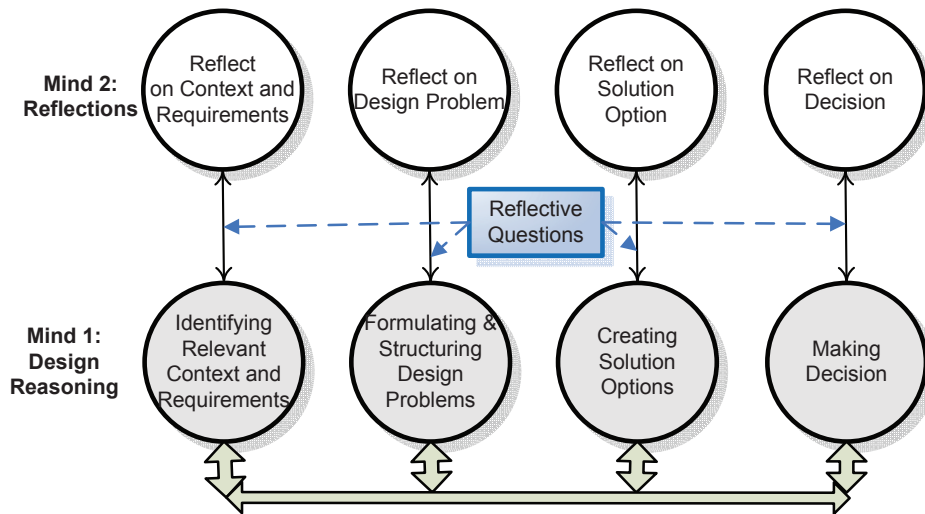 Mind 2:
Reflections
Reflect
on Context and
Requirements
Reflect on
Design Problem
Reflect on
Solution
Option
Reflect on
Decision
Reflective
Questions
Mind 1:
Design
Reasoning
Identifying
Relevant
Context and
Requirements
Formulating &
Structuring
Design
Problems
Creating
Solution
Options
Making
Decision